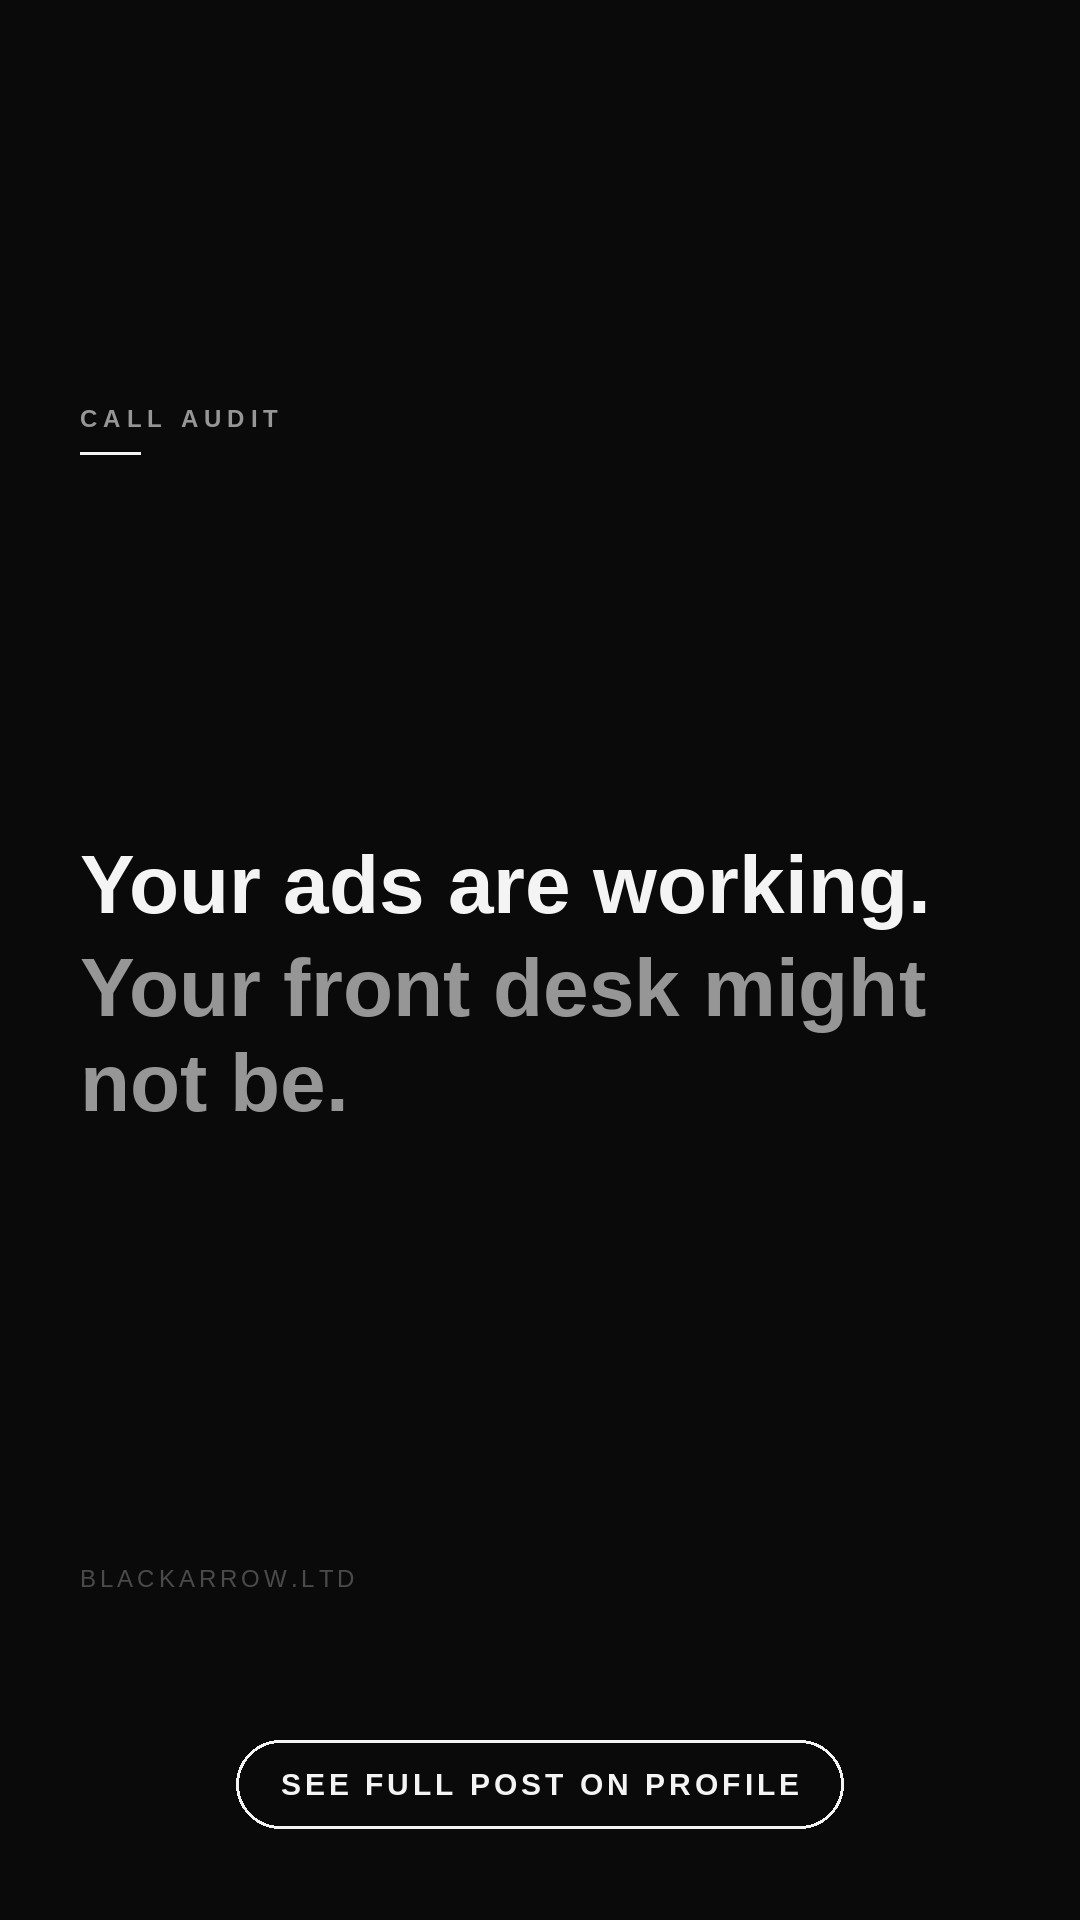 CALL AUDIT
Your ads are working.
Your front desk might
not be.
BLACKARROW.LTD
SEE FULL POST ON PROFILE